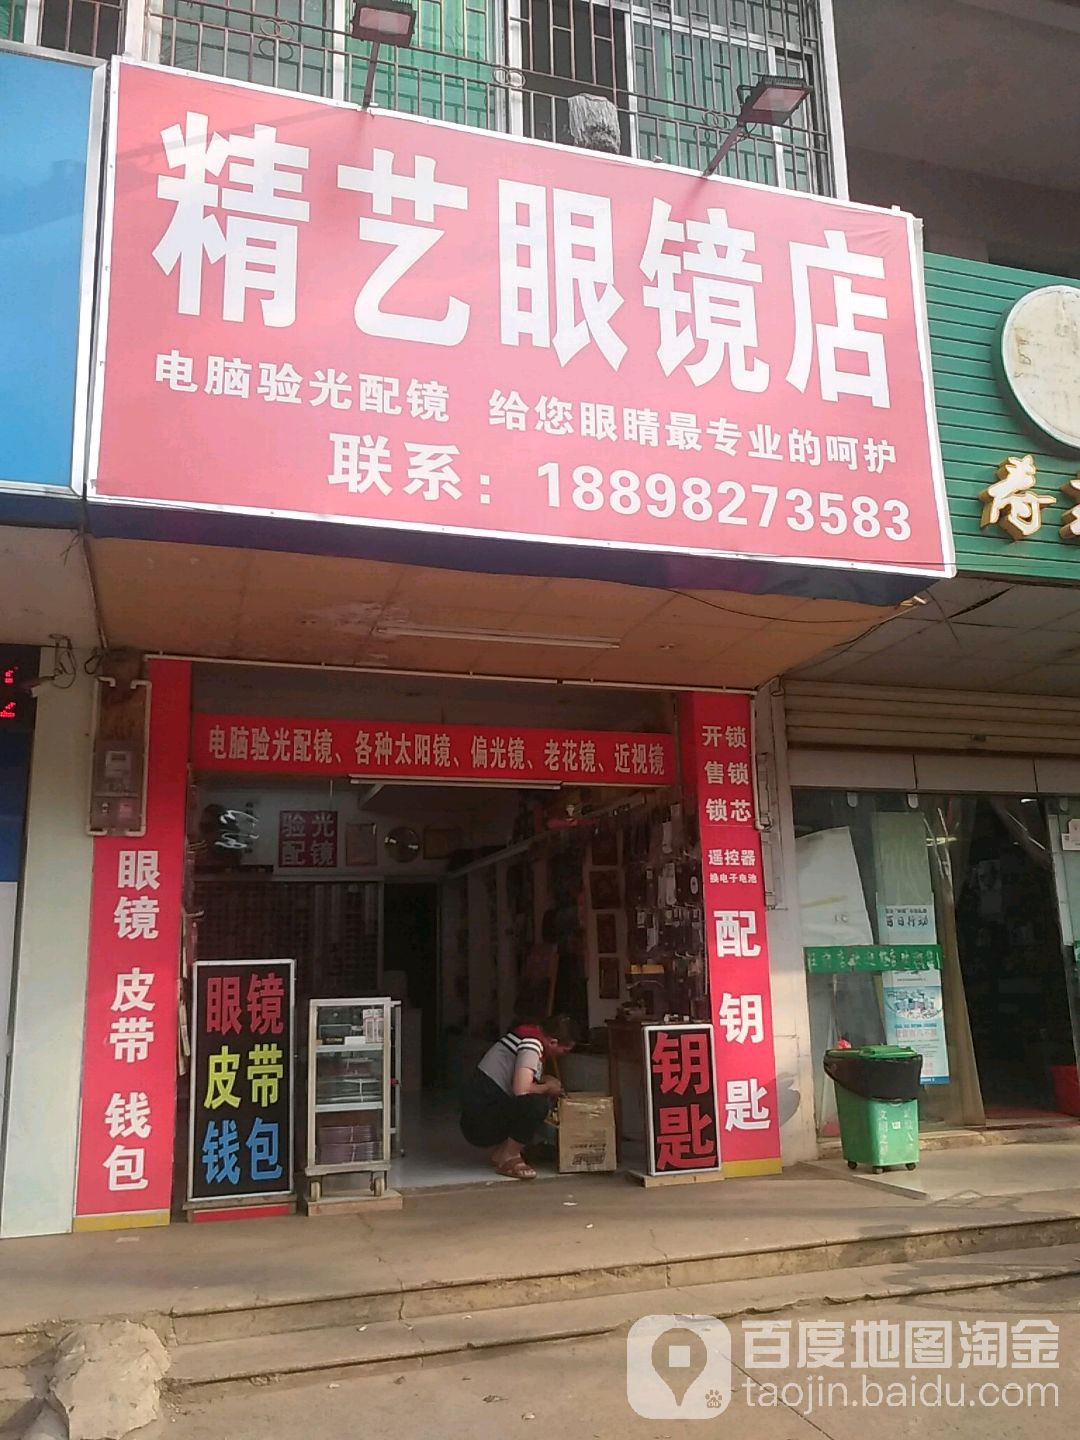 精艺眼镜店
电脑验光配镜 给您眼睛最专业的呵护
联系：18898273583
电脑验光配镜、各种太阳镜、偏光镜、老花镜、近视镜
开锁
售锁
锁芯
遥控器
换电子电池
配钥匙
眼镜 皮带 钱包
验光
配镜
眼镜
皮带
钱包
钥匙
百日行动
百度地图淘金
taojin.baidu.com